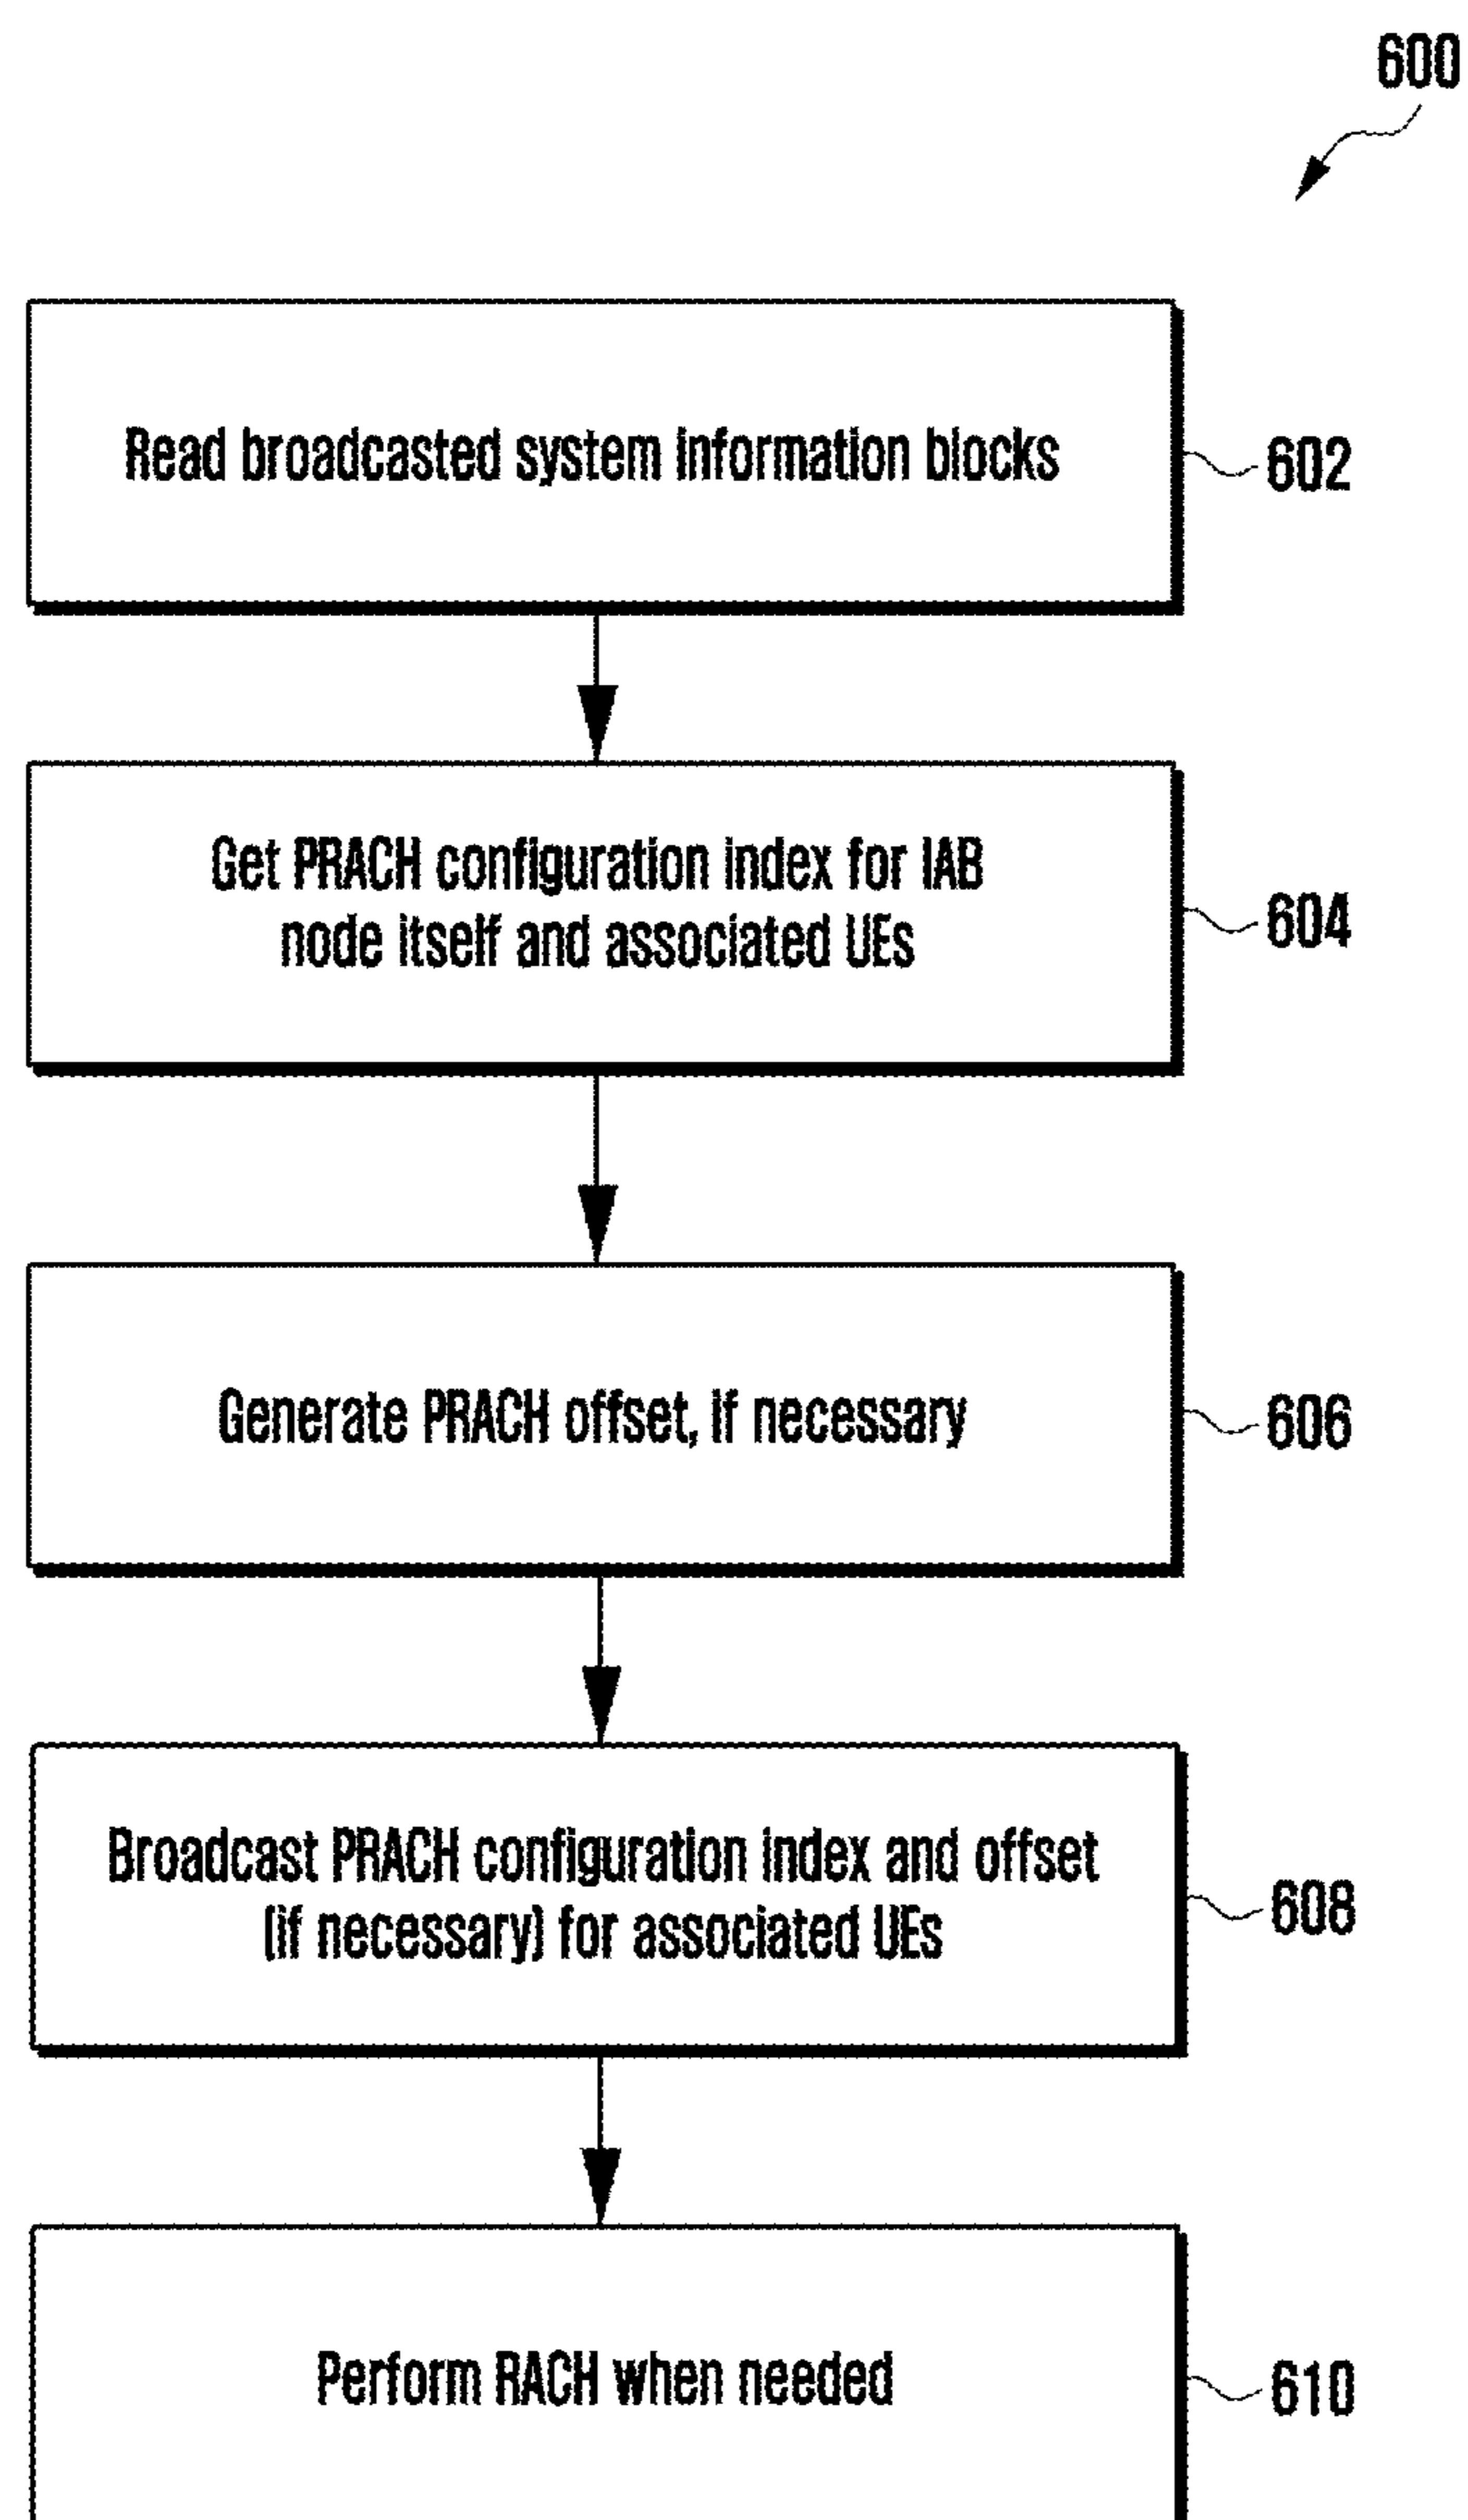 600
Read broadcasted system information blocks
602
Get PRACH configuration index for IAB
node itself and associated UEs
604
Generate PRACH offset, if necessary
606
Broadcast PRACH configuration index and offset
(if necessary) for associated UEs
608
Perform RACH when needed
610